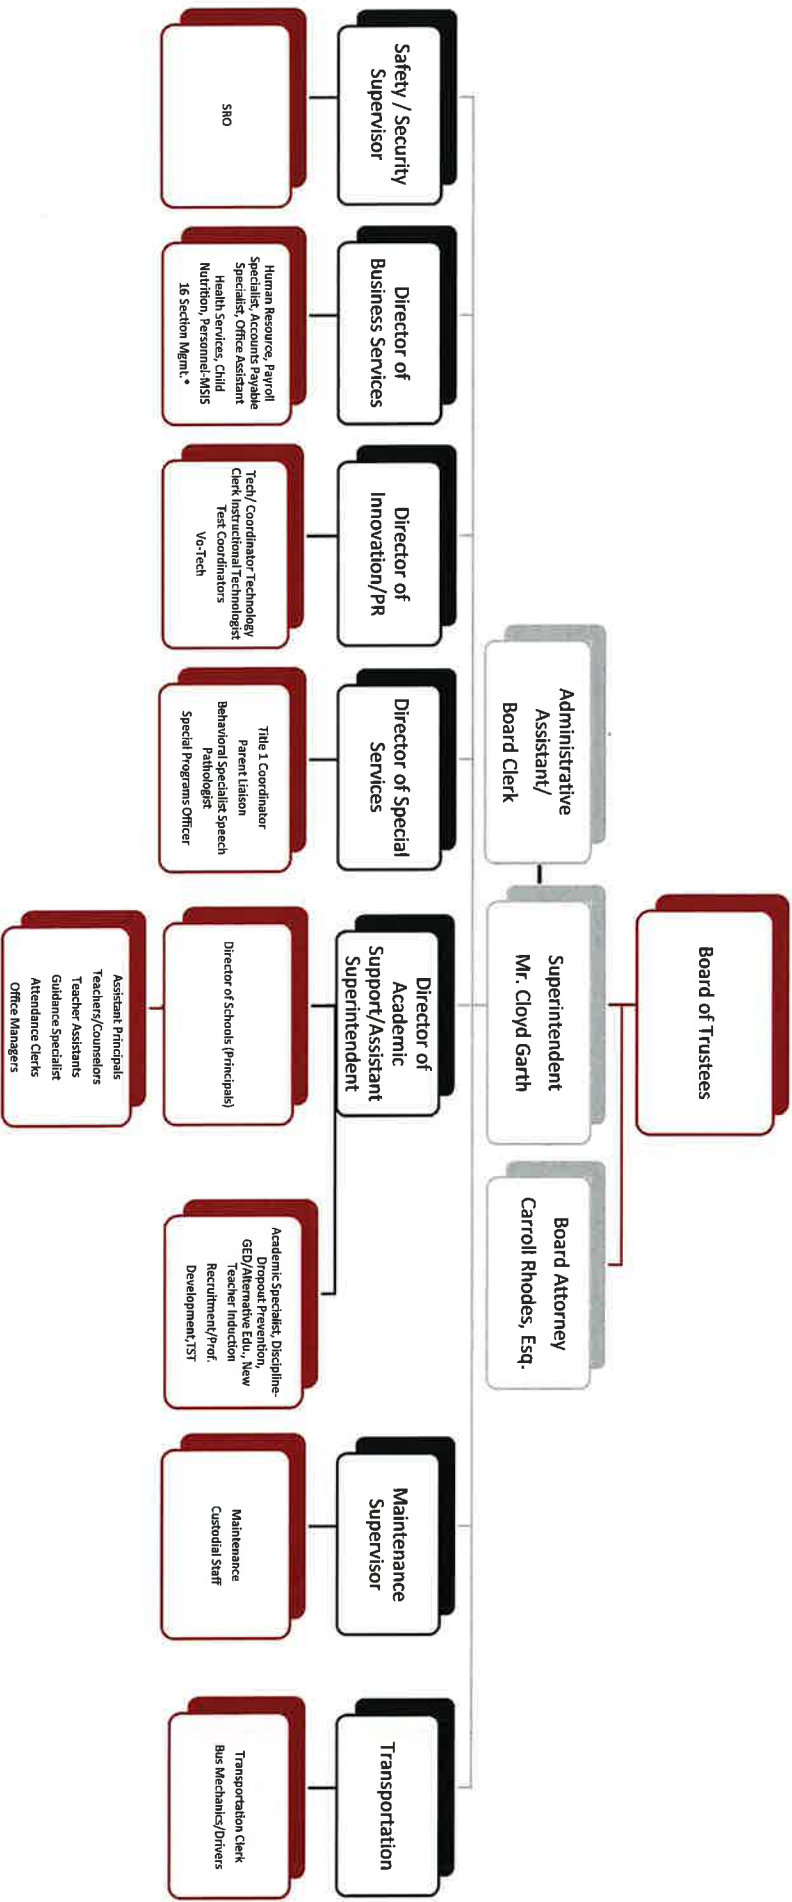 Board of Trustees
Administrative
Assistant/
Board Clerk
Superintendent
Mr. Cloyd Garth
Board Attorney
Carroll Rhodes, Esq.
Safety / Security
Supervisor
Director of
Business Services
Director of
Innovation/PR
Director of Special
Services
Director of
Academic
Support/Assistant
Superintendent
Maintenance
Supervisor
Transportation
SRO
Human Resource, Payroll
Specialist, Accounts Payable
Specialist, Office Assistant
Health Services, Child
Nutrition, Personnel-MSIS
16 Section Mgmt.*
Tech/ Coordinator Technology
Clerk Instructional Technologist
Test Coordinators
Vo-Tech
Title 1 Coordinator
Parent Liaison
Behavioral Specialist Speech
Pathologist
Special Programs Officer
Director of Schools (Principals)
Academic Specialist, Discipline-
Dropout Prevention,
GED/Alternative Edu., New
Teacher Induction
Recruitment/Prof.
Development,TST
Maintenance
Custodial Staff
Transportation Clerk
Bus Mechanics/Drivers
Assistant Principals
Teachers/Counselors
Teacher Assistants
Guidance Specialist
Attendance Clerks
Office Managers